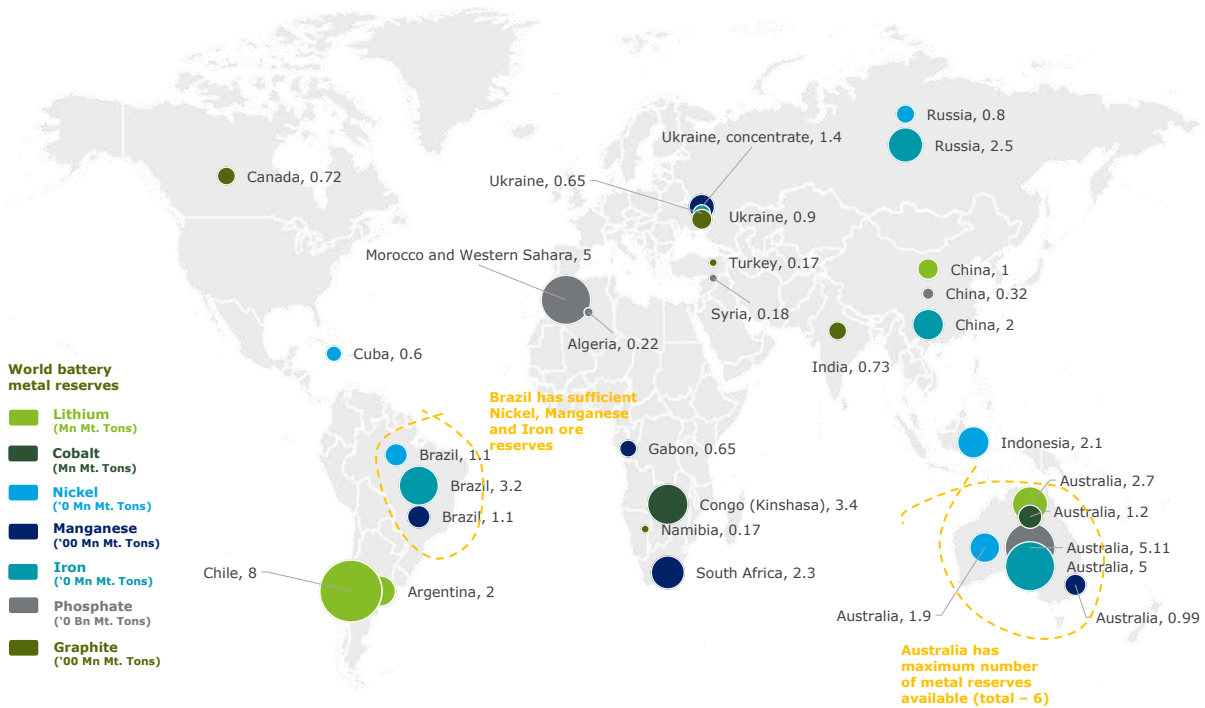 Russia, 0.8
Ukraine, concentrate, 1.4
Russia, 2.5
Canada, 0.72
Ukraine, 0.65
Ukraine, 0.9
Morocco and Western Sahara, 5
Turkey, 0.17
China, 1
China, 0.32
Syria, 0.18
China, 2
Algeria, 0.22
Cuba, 0.6
India, 0.73
World battery
metal reserves
Lithium
(Mn Mt. Tons)
Cobalt
(Mn Mt. Tons)
Nickel
('0 Mn Mt. Tons)
Manganese
('00 Mn Mt. Tons)
Iron
('0 Mn Mt. Tons)
Phosphate
('0 Bn Mt. Tons)
Graphite
('00 Mn Mt. Tons)
Brazil has sufficient
Nickel, Manganese
and Iron ore
reserves
Brazil, 1.1
Brazil, 3.2
Brazil, 1.1
Gabon, 0.65
Indonesia, 2.1
Congo (Kinshasa), 3.4
Namibia, 0.17
South Africa, 2.3
Chile, 8
Argentina, 2
Australia, 2.7
Australia, 1.2
Australia, 5.11
Australia, 5
Australia, 1.9
Australia, 0.99
Australia has
maximum number
of metal reserves
available (total – 6)